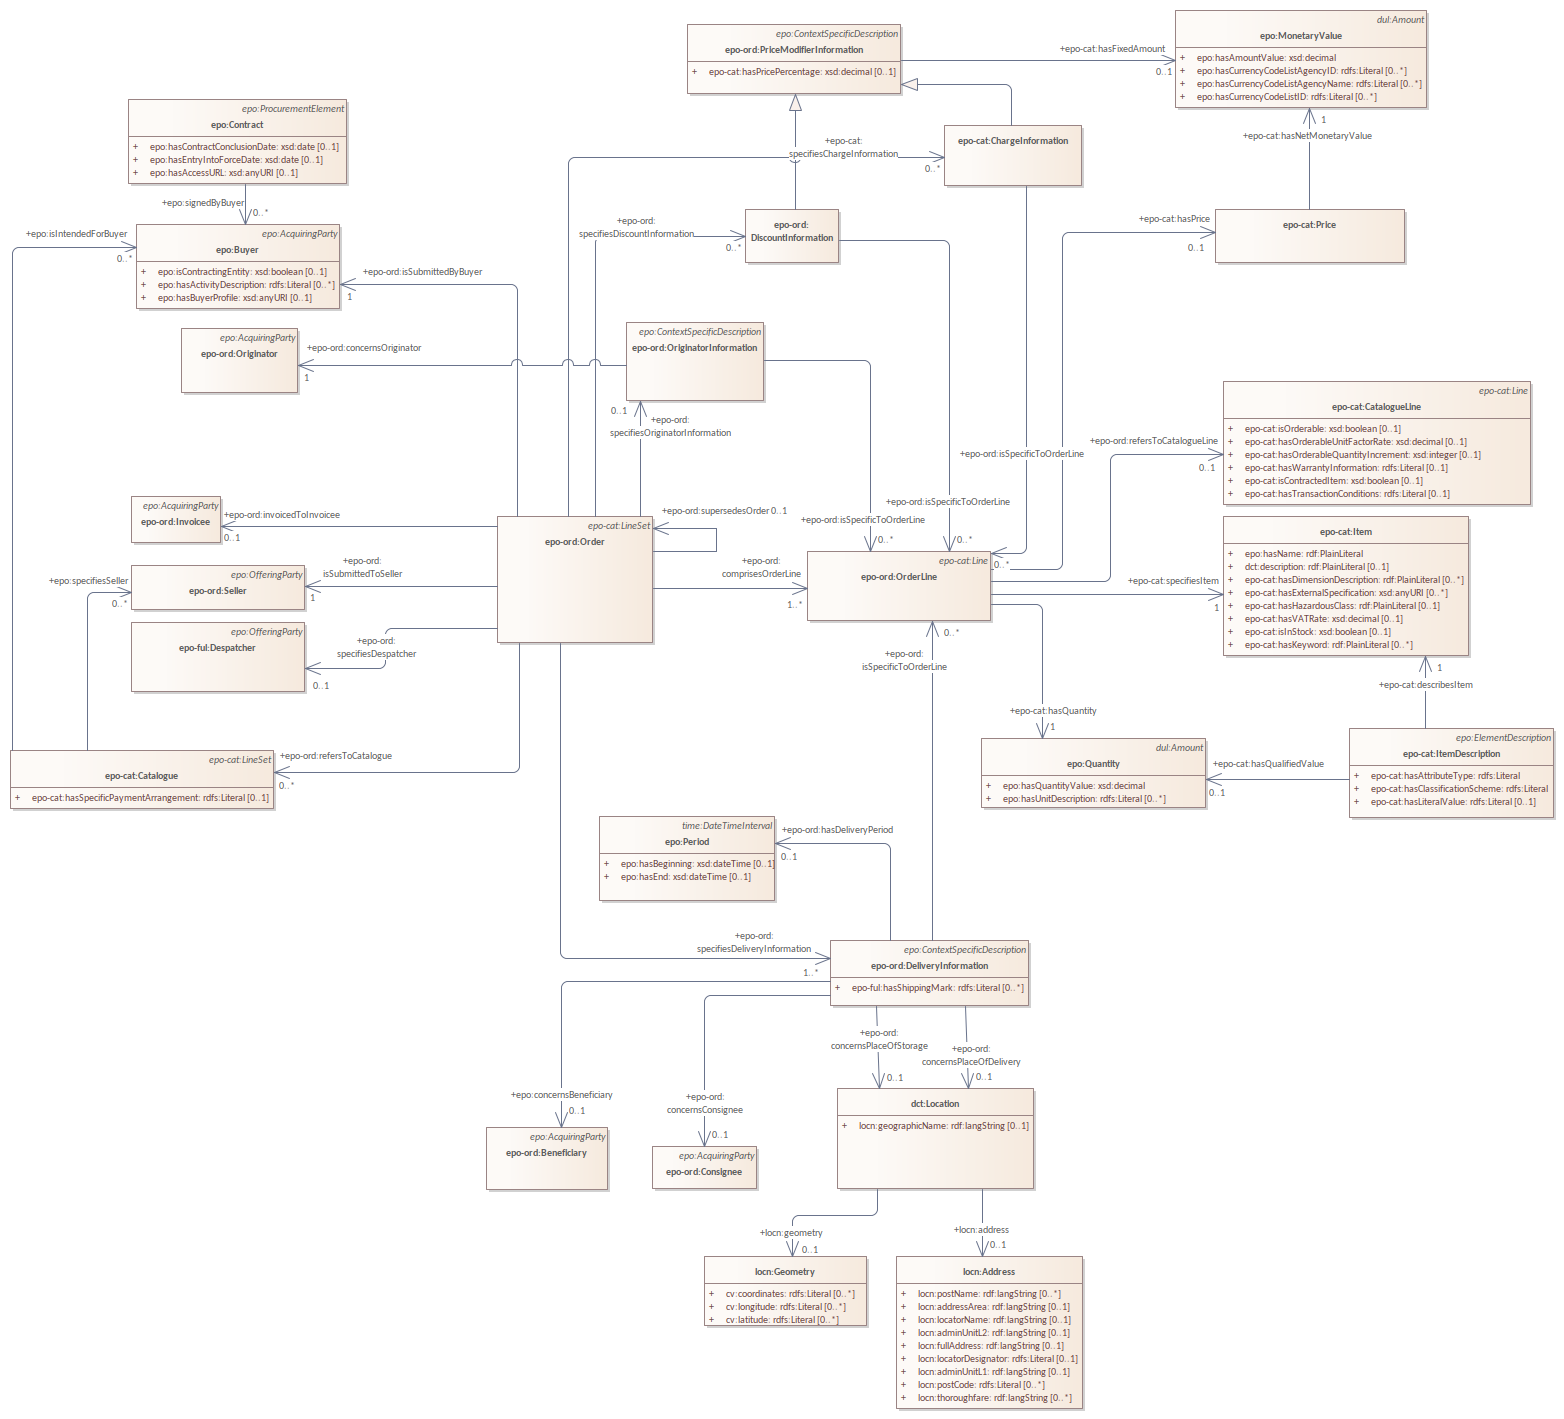 epo:ContextSpecificDescription
epo-ord:PriceModifierInformation
+ epo-cat:hasPricePercentage: xsd:decimal [0..1]
+epo-cat:hasFixedAmount
0..1
dul:Amount
epo:MonetaryValue
+ epo:hasAmountValue: xsd:decimal
+ epo:hasCurrencyCodeListAgencyID: rdfs:Literal [0..*]
+ epo:hasCurrencyCodeListAgencyName: rdfs:Literal [0..*]
+ epo:hasCurrencyCodeListID: rdfs:Literal [0..*]
1
+epo-cat:hasNetMonetaryValue
epo:ProcurementElement
epo:Contract
+ epo:hasContractConclusionDate: xsd:date [0..1]
+ epo:hasEntryIntoForceDate: xsd:date [0..1]
+ epo:hasAccessURL: xsd:anyURI [0..1]
+epo:signedByBuyer
0..*
+epo-cat:
specifiesChargeInformation
0..*
epo-cat:ChargeInformation
+epo:isIntendedForBuyer
0..*
epo:AcquiringParty
epo:Buyer
+ epo:isContractingEntity: xsd:boolean [0..1]
+ epo:hasActivityDescription: rdfs:Literal [0..*]
+ epo:hasBuyerProfile: xsd:anyURI [0..1]
+epo-ord:isSubmittedByBuyer
1
+epo-ord:
specifiesDiscountInformation
0..*
epo-ord:
DiscountInformation
+epo-cat:hasPrice
0..1
epo-cat:Price
epo:AcquiringParty
epo-ord:Originator
+epo-ord:concernsOriginator
1
epo:ContextSpecificDescription
epo-ord:OriginatorInformation
0..1
+epo-ord:
specifiesOriginatorInformation
epo-cat:Line
epo-cat:CatalogueLine
+ epo-cat:isOrderable: xsd:boolean [0..1]
+ epo-cat:hasOrderableUnitFactorRate: xsd:decimal [0..1]
+ epo-cat:hasOrderableQuantityIncrement: xsd:integer [0..1]
+ epo-cat:hasWarrantyInformation: rdfs:Literal [0..1]
+ epo-cat:isContractedItem: xsd:boolean [0..1]
+ epo-cat:hasTransactionConditions: rdfs:Literal [0..1]
+epo-ord:refersToCatalogueLine
0..1
+epo-ord:isSpecificToOrderLine
+epo-ord:isSpecificToOrderLine
+epo-ord:isSpecificToOrderLine
0..*
0..*
0..*
epo:AcquiringParty
epo-ord:Invoicee
+epo-ord:invoicedToInvoicee
0..1
epo-cat:LineSet
epo-ord:Order
+epo-ord:supersedesOrder 0..1
+epo-ord:
comprisesOrderLine
1..*
epo-cat:Line
epo-ord:OrderLine
epo-cat:Item
+ epo:hasName: rdf:PlainLiteral
+ dct:description: rdf:PlainLiteral [0..1]
+ epo-cat:hasDimensionDescription: rdf:PlainLiteral [0..*]
+ epo-cat:hasExternalSpecification: xsd:anyURI [0..*]
+ epo-cat:hasHazardousClass: rdf:PlainLiteral [0..1]
+ epo-cat:hasVATRate: xsd:decimal [0..1]
+ epo-cat:isInStock: xsd:boolean [0..1]
+ epo-cat:hasKeyword: rdf:PlainLiteral [0..*]
+epo-cat:specifiesItem
1
+epo:specifiesSeller
0..*
epo:OfferingParty
epo-ord:Seller
+epo-ord:
isSubmittedToSeller
1
epo:OfferingParty
epo-ful:Despatcher
+epo-ord:
specifiesDespatcher
0..1
0..*
+epo-ord:
isSpecificToOrderLine
1
+epo-cat:describesItem
+epo-cat:hasQuantity
1
epo-cat:LineSet
epo-cat:Catalogue
+ epo-cat:hasSpecificPaymentArrangement: rdfs:Literal [0..1]
+epo-ord:refersToCatalogue
0..*
dul:Amount
epo:Quantity
+ epo:hasQuantityValue: xsd:decimal
+ epo:hasUnitDescription: rdfs:Literal [0..*]
+epo-cat:hasQualifiedValue
0..1
epo:ElementDescription
epo-cat:ItemDescription
+ epo-cat:hasAttributeType: rdfs:Literal
+ epo-cat:hasClassificationScheme: rdfs:Literal
+ epo-cat:hasLiteralValue: rdfs:Literal [0..1]
time:DateTimeInterval
epo:Period
+ epo:hasBeginning: xsd:dateTime [0..1]
+ epo:hasEnd: xsd:dateTime [0..1]
+epo-ord:hasDeliveryPeriod
0..1
+epo-ord:
specifiesDeliveryInformation
1..*
epo:ContextSpecificDescription
epo-ord:DeliveryInformation
+ epo-ful:hasShippingMark: rdfs:Literal [0..*]
+epo-ord:
concernsPlaceOfStorage
0..1
+epo-ord:
concernsPlaceOfDelivery
0..1
+epo:concernsBeneficiary
0..1
+epo-ord:
concernsConsignee
0..1
epo:AcquiringParty
epo-ord:Beneficiary
epo:AcquiringParty
epo-ord:Consignee
dct:Location
+ locn:geographicName: rdf:langString [0..1]
+locn:geometry
0..1
+locn:address
0..1
locn:Geometry
+ cv:coordinates: rdfs:Literal [0..*]
+ cv:longitude: rdfs:Literal [0..*]
+ cv:latitude: rdfs:Literal [0..*]
locn:Address
+ locn:postName: rdf:langString [0..*]
+ locn:addressArea: rdf:langString [0..1]
+ locn:locatorName: rdf:langString [0..1]
+ locn:adminUnitL2: rdf:langString [0..1]
+ locn:fullAddress: rdf:langString [0..1]
+ locn:locatorDesignator: rdfs:Literal [0..1]
+ locn:adminUnitL1: rdf:langString [0..1]
+ locn:postCode: rdfs:Literal [0..*]
+ locn:thoroughfare: rdf:langString [0..*]